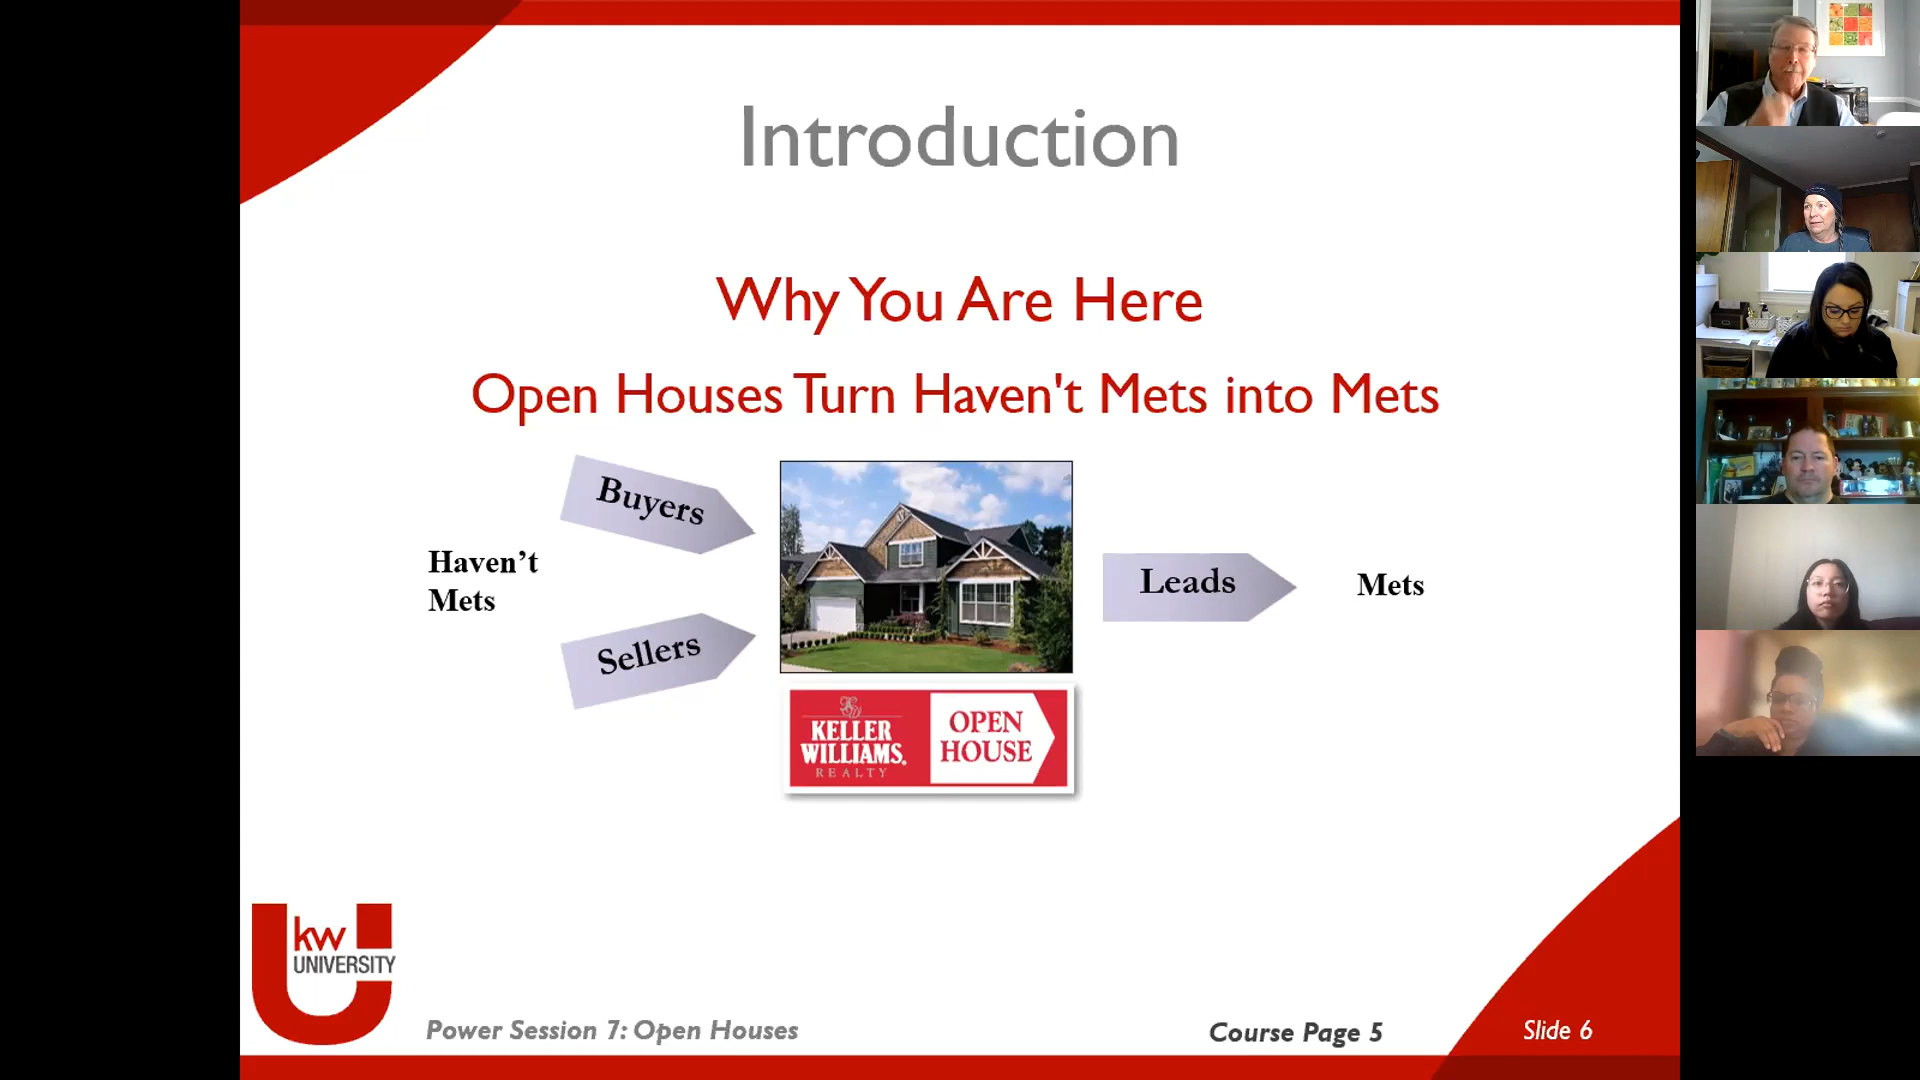 Introduction
Why You Are Here
Open Houses Turn Haven't Mets into Mets
Buyers
Haven’t
Mets
Sellers
Leads
Mets
KELLER
WILLIAMS.
REALTY
OPEN
HOUSE
kw
UNIVERSITY
Power Session 7: Open Houses
Course Page 5
Slide 6